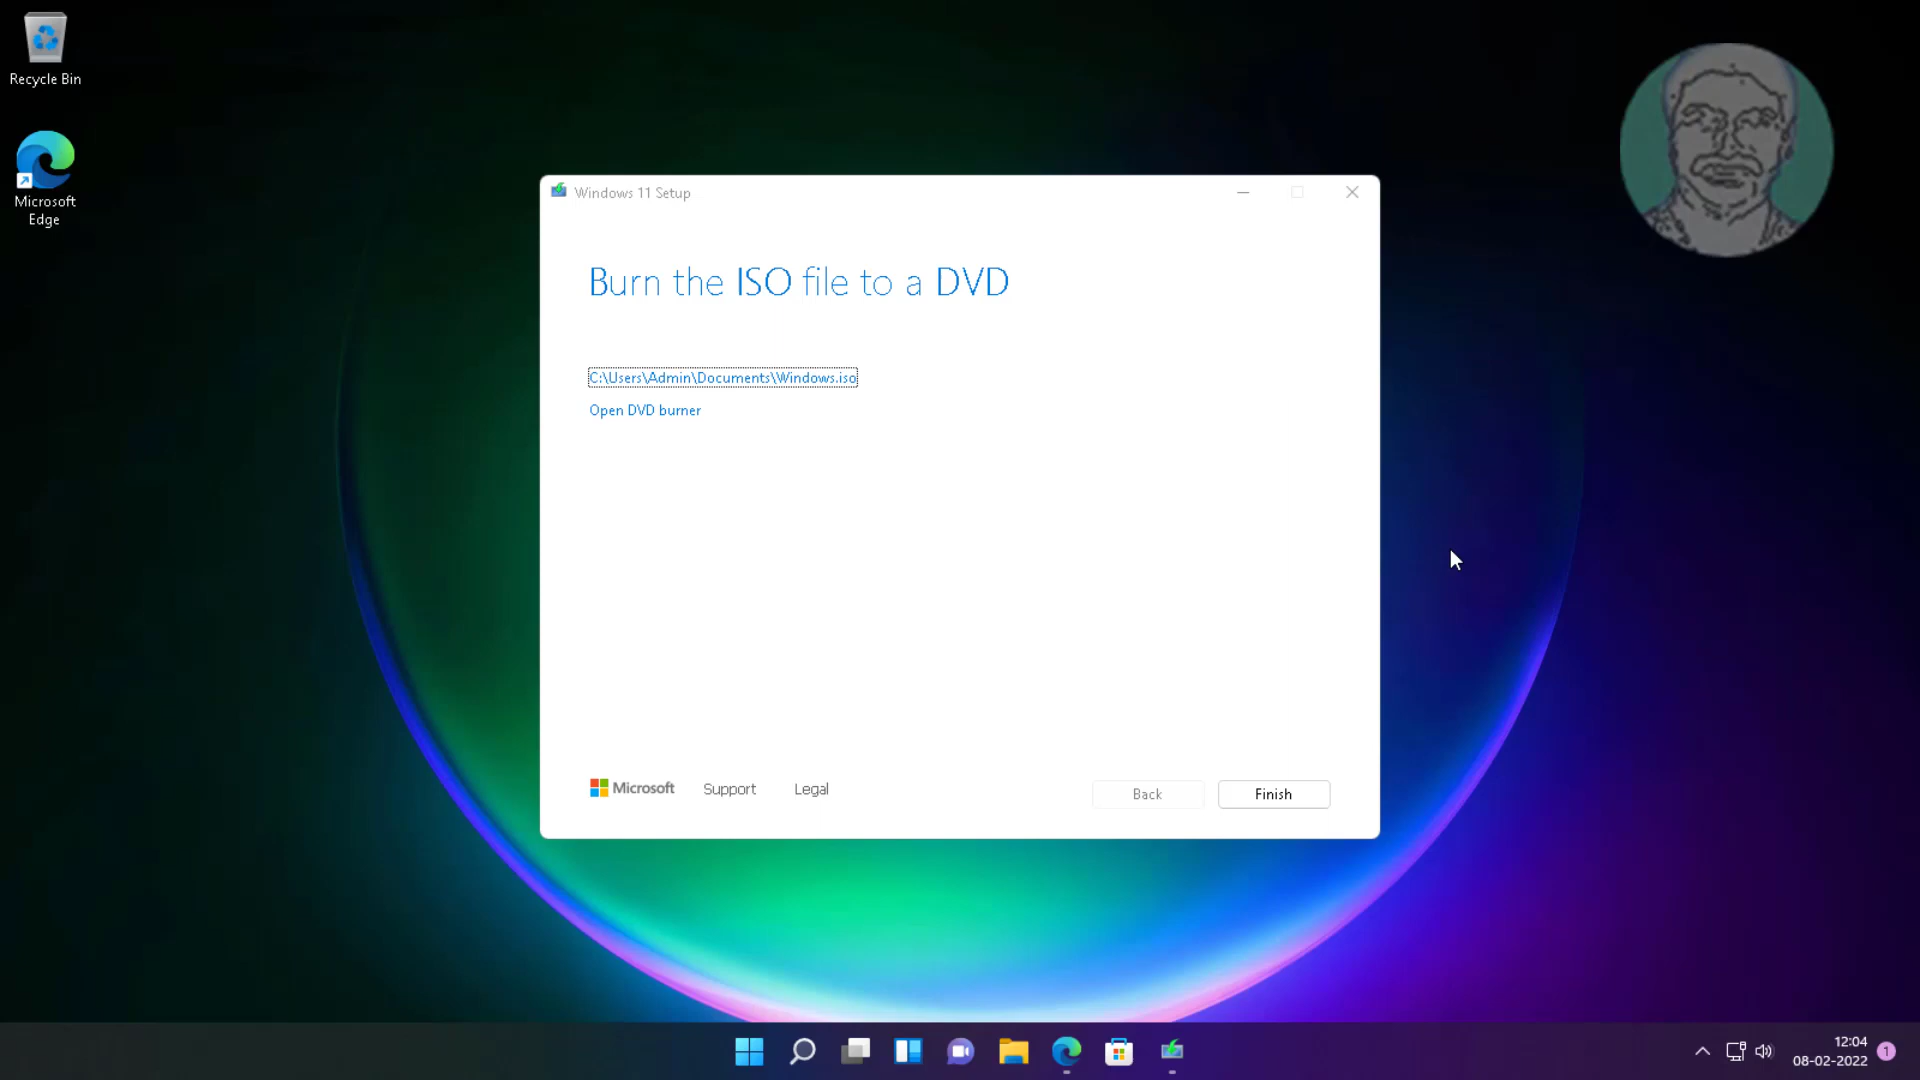 Recycle Bin
Microsoft
Edge
Windows 11 Setup
Burn the ISO file to a DVD
C:\Users\Admin\Documents\Windows.iso
Open DVD burner
Microsoft
Support
Legal
Back
Finish
12:04
08-02-2022
1